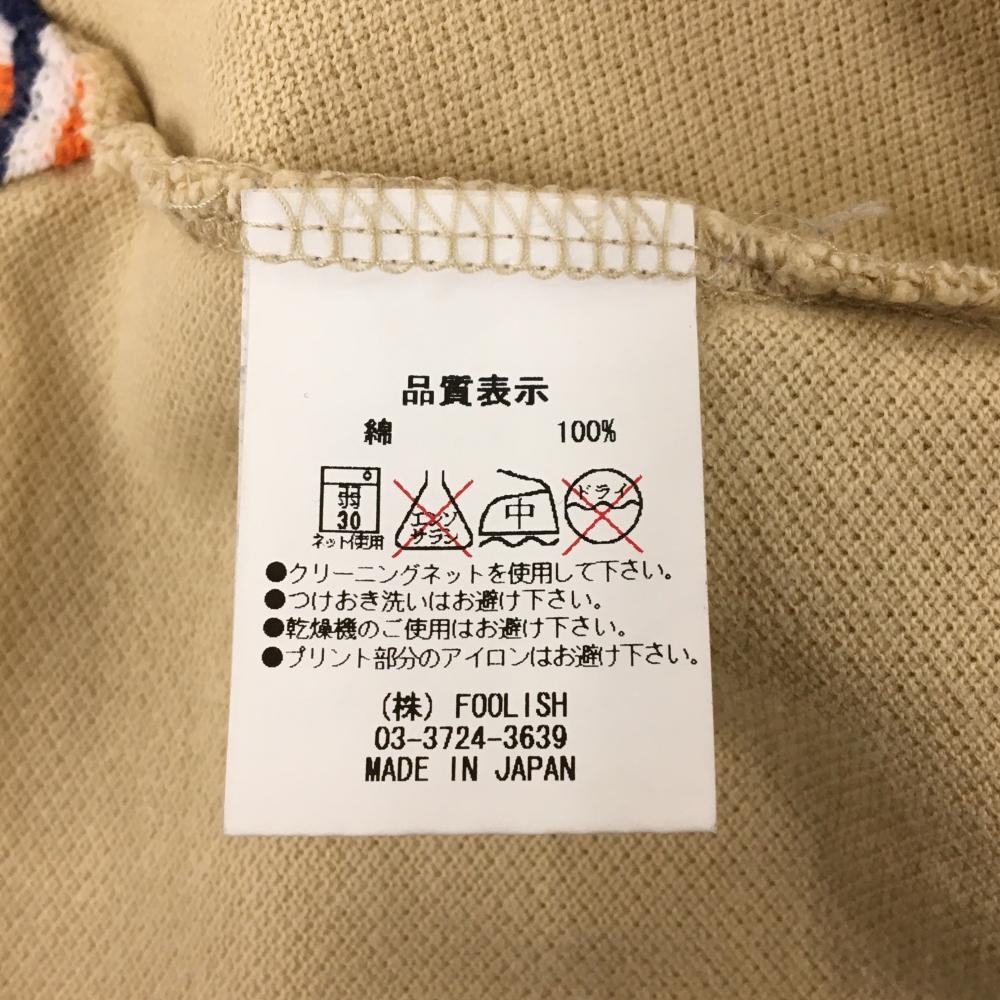 品質表示
綿 100%
弱 エンソ 中 ドライ
30 サラシ
ネット使用
●クリーニングネットを使用して下さい。
●つけおき洗いはお避け下さい。
●乾燥機のご使用はお避け下さい。
●プリント部分のアイロンはお避け下さい。
(株) FOOLISH
03-3724-3639
MADE IN JAPAN